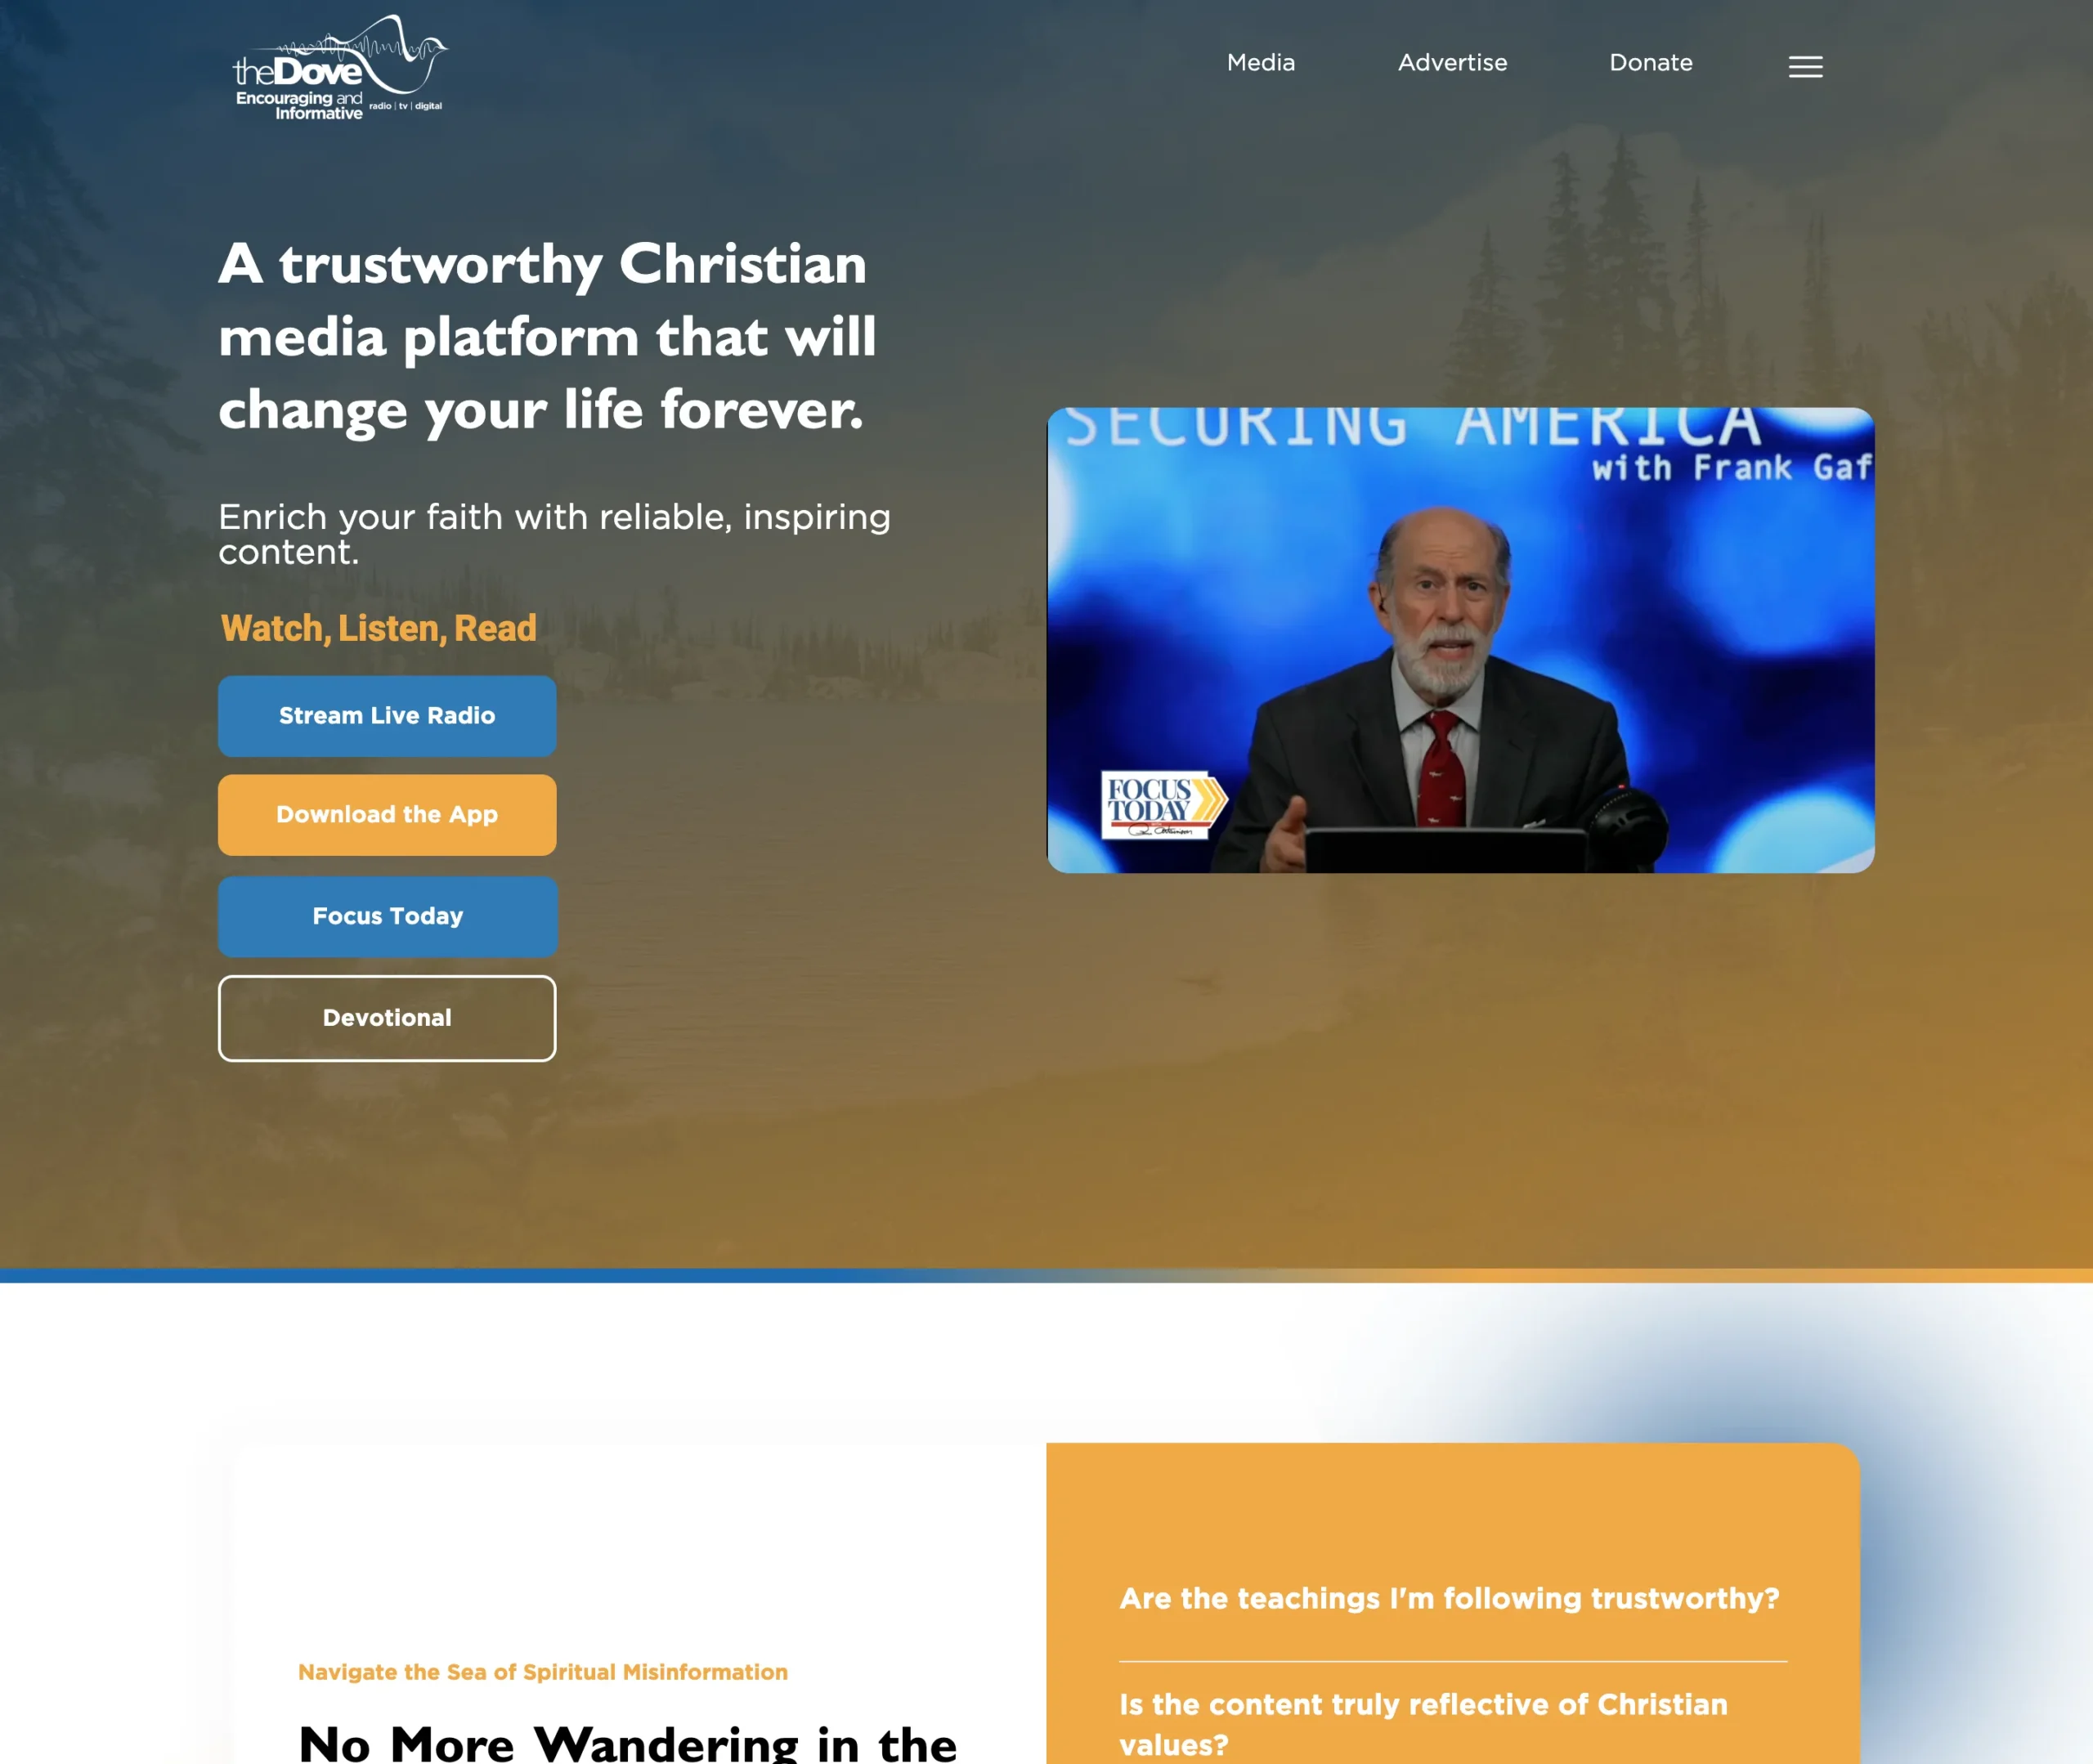 theDove
Encouraging and
Informative
radio | tv | digital
Media
Advertise
Donate
A trustworthy Christian
media platform that will
change your life forever.
Enrich your faith with reliable, inspiring
content.
Watch, Listen, Read
Stream Live Radio
Download the App
Focus Today
Devotional
SECURING AMERICA
with Frank Gaf
FOCUS
TODAY
Navigate the Sea of Spiritual Misinformation
No More Wandering in the
Are the teachings I'm following trustworthy?
Is the content truly reflective of Christian
values?